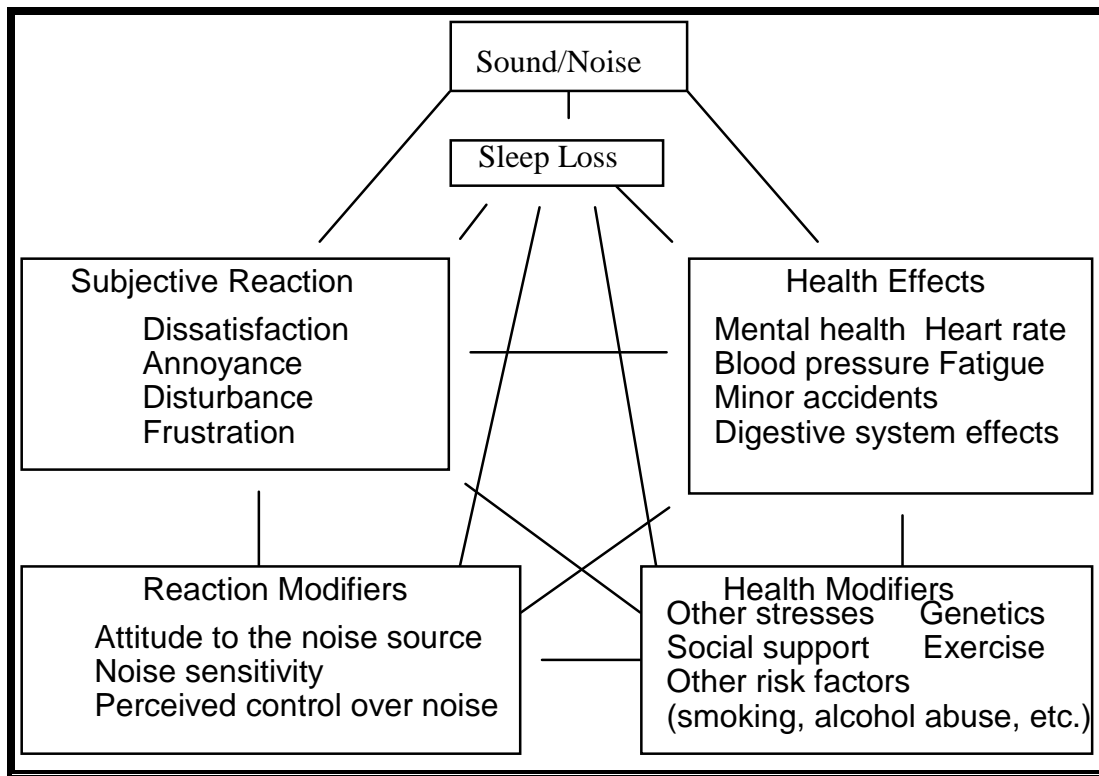 Sound/Noise
Sleep Loss
Subjective Reaction
Dissatisfaction
Annoyance
Disturbance
Frustration
Health Effects
Mental health Heart rate
Blood pressure Fatigue
Minor accidents
Digestive system effects
Reaction Modifiers
Attitude to the noise source
Noise sensitivity
Perceived control over noise
Health Modifiers
Other stresses Genetics
Social support Exercise
Other risk factors
(smoking, alcohol abuse, etc.)